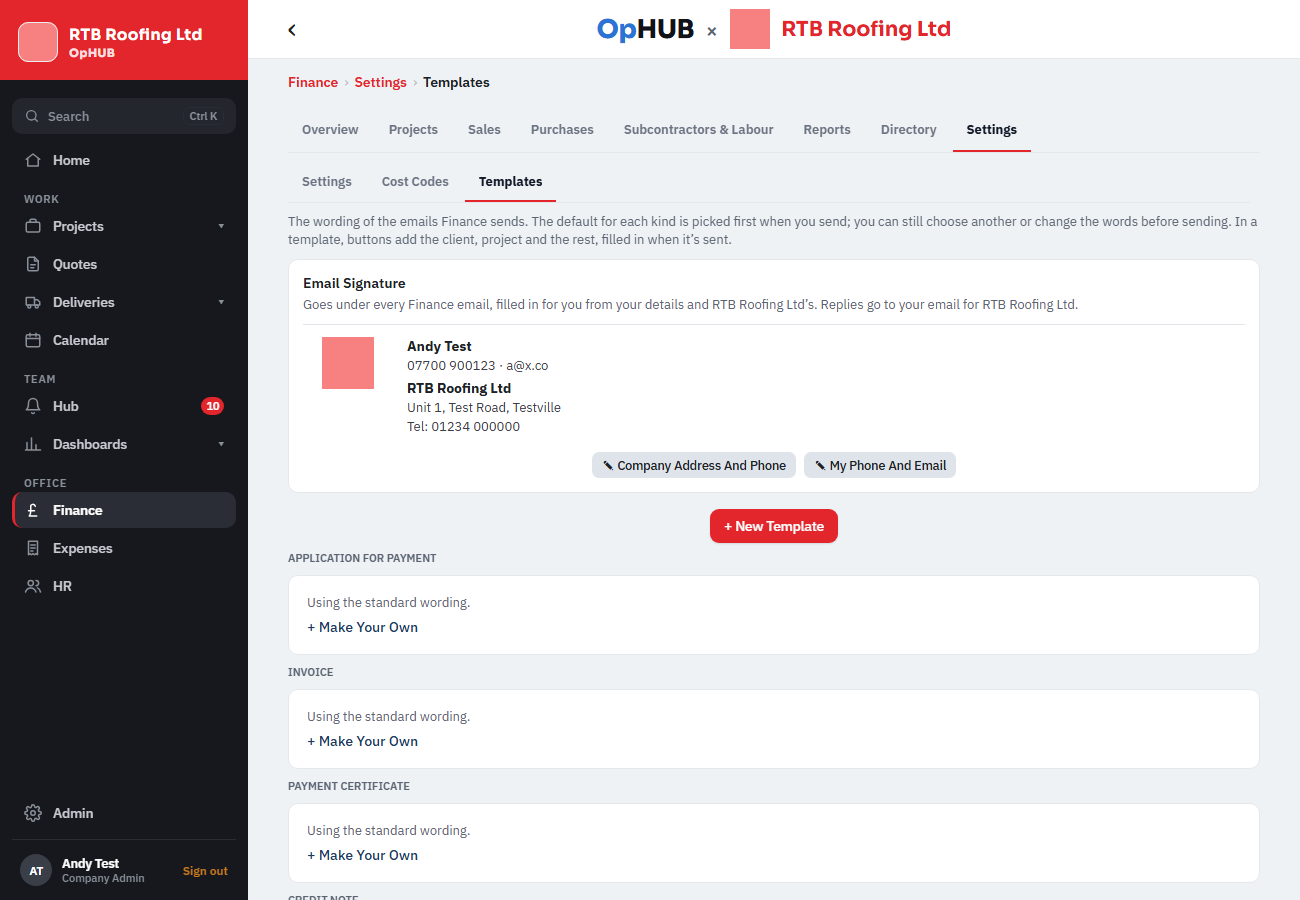 RTB Roofing Ltd
OpHUB
Search Ctrl K
Home
WORK
Projects
Quotes
Deliveries
Calendar
TEAM
Hub 10
Dashboards
OFFICE
£ Finance
Expenses
HR
Admin
AT Andy Test
Company Admin
Sign out
OpHUB × RTB Roofing Ltd
Finance › Settings › Templates
Overview Projects Sales Purchases Subcontractors & Labour Reports Directory Settings
Settings Cost Codes Templates
The wording of the emails Finance sends. The default for each kind is picked first when you send; you can still choose another or change the words before sending. In a
template, buttons add the client, project and the rest, filled in when it’s sent.
Email Signature
Goes under every Finance email, filled in for you from your details and RTB Roofing Ltd’s. Replies go to your email for RTB Roofing Ltd.
Andy Test
07700 900123 · a@x.co
RTB Roofing Ltd
Unit 1, Test Road, Testville
Tel: 01234 000000
Company Address And Phone My Phone And Email
+ New Template
APPLICATION FOR PAYMENT
Using the standard wording.
+ Make Your Own
INVOICE
Using the standard wording.
+ Make Your Own
PAYMENT CERTIFICATE
Using the standard wording.
+ Make Your Own
CREDIT NOTE